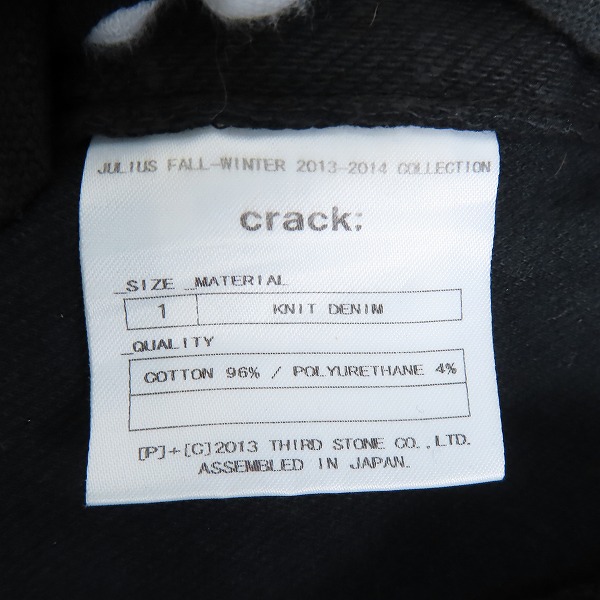 JULIUS FALL-WINTER 2013-2014 COLLECTION
crack;
_SIZE _MATERIAL
1 KNIT DENIM
_QUALITY
COTTON 96% / POLYURETHANE 4%
[P]+[C]2013 THIRD STONE CO.,LTD.
ASSEMBLED IN JAPAN.